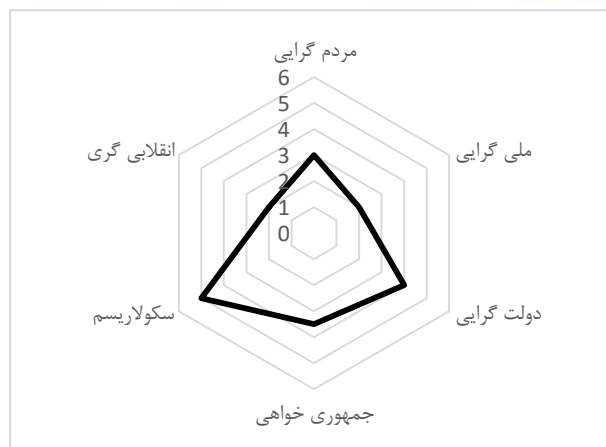 مردم گرایی
6
5
انقلابی گری
ملی گرایی
4
3
2
1
0
سکولاریسم
دولت گرایی
جمهوری خواهی